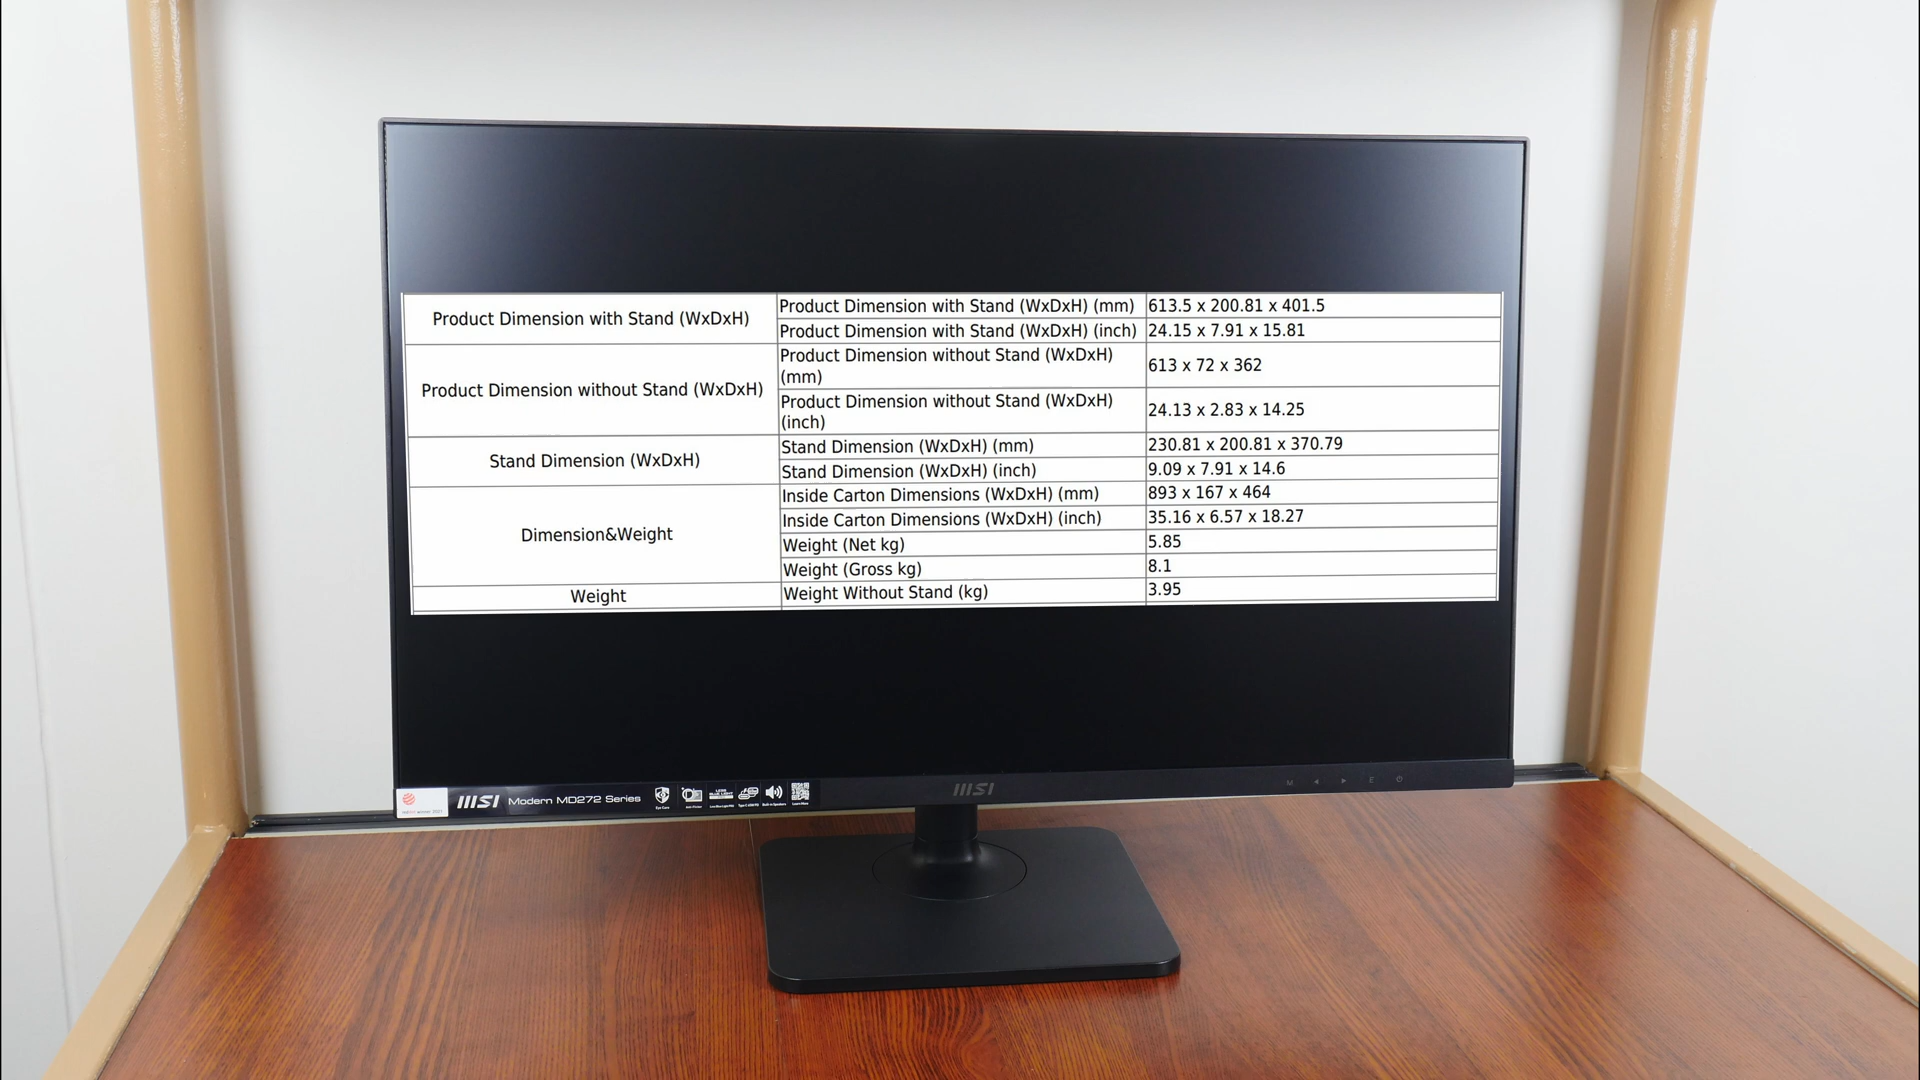 Product Dimension with Stand (WxDxH)
Product Dimension with Stand (WxDxH) (mm)
613.5 x 200.81 x 401.5
Product Dimension with Stand (WxDxH) (inch)
24.15 x 7.91 x 15.81
Product Dimension without Stand (WxDxH)
Product Dimension without Stand (WxDxH)
(mm)
613 x 72 x 362
Product Dimension without Stand (WxDxH)
(inch)
24.13 x 2.83 x 14.25
Stand Dimension (WxDxH)
Stand Dimension (WxDxH) (mm)
230.81 x 200.81 x 370.79
Stand Dimension (WxDxH) (inch)
9.09 x 7.91 x 14.6
Dimension&Weight
Inside Carton Dimensions (WxDxH) (mm)
893 x 167 x 464
Inside Carton Dimensions (WxDxH) (inch)
35.16 x 6.57 x 18.27
Weight (Net kg)
5.85
Weight (Gross kg)
8.1
Weight
Weight Without Stand (kg)
3.95
MSI Modern MD272 Series
Eye Care
LESS
BLUE LIGHT
MSI
M
E